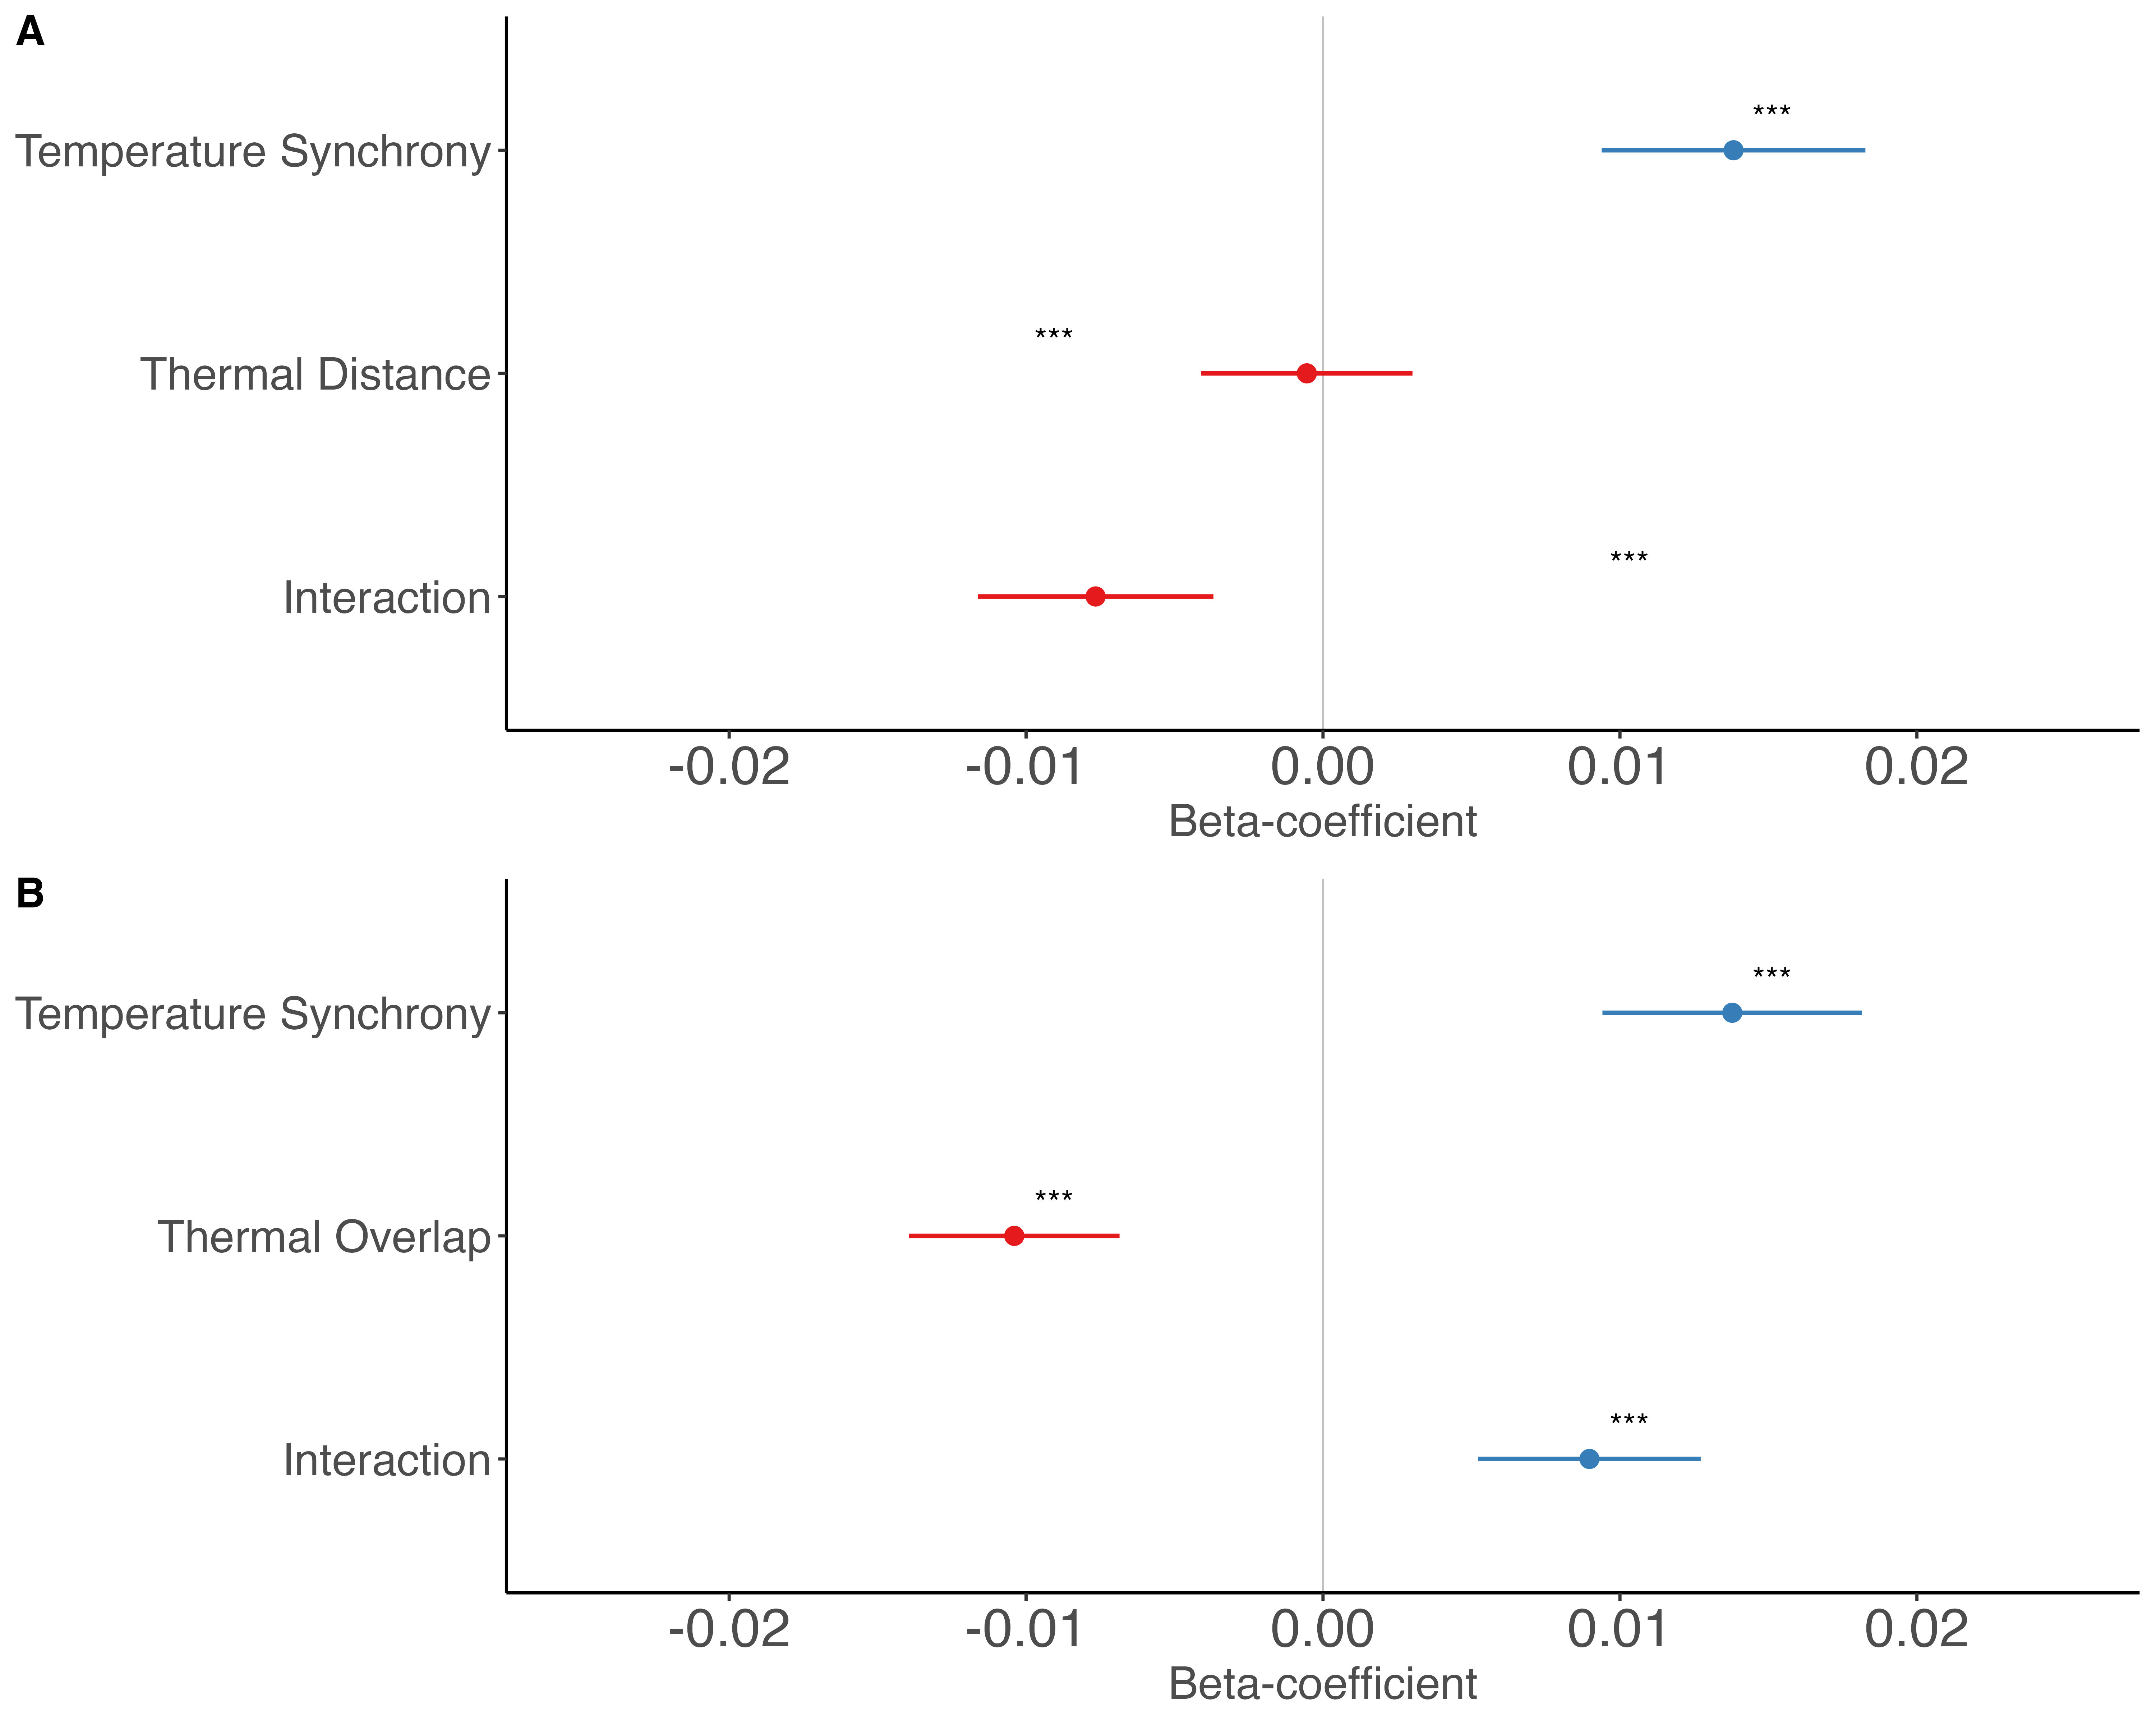 A
***
Temperature Synchrony
***
Thermal Distance
***
Interaction
-0.02 -0.01 0.00 0.01 0.02
Beta-coefficient
B
***
Temperature Synchrony
***
Thermal Overlap
***
Interaction
-0.02 -0.01 0.00 0.01 0.02
Beta-coefficient